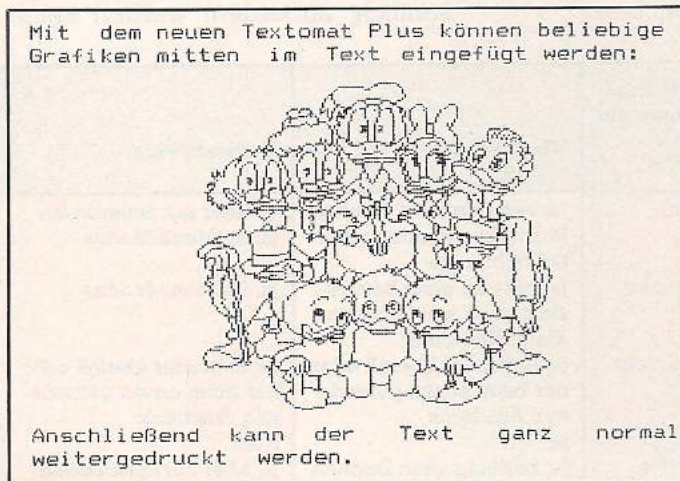 Mit dem neuen Textomat Plus können beliebige
Grafiken mitten im Text eingefügt werden:
Anschließend kann der Text ganz normal
weitergedruckt werden.